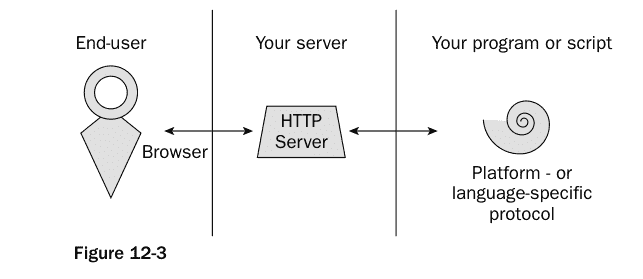 End-user
Your server
Your program or script
HTTP
Server
Browser
Platform - or
language-specific
protocol
Figure 12-3